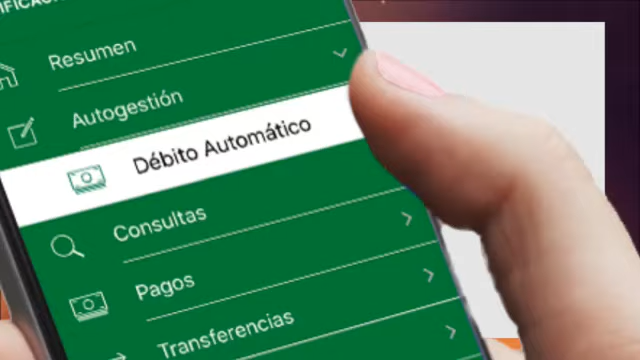 Resumen
Autogestión
Débito Automático
Consultas
Pagos
Transferencias